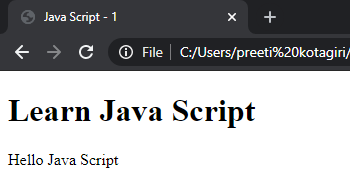 Java Script - 1
File C:/Users/preeti%20kotagiri/
Learn Java Script
Hello Java Script